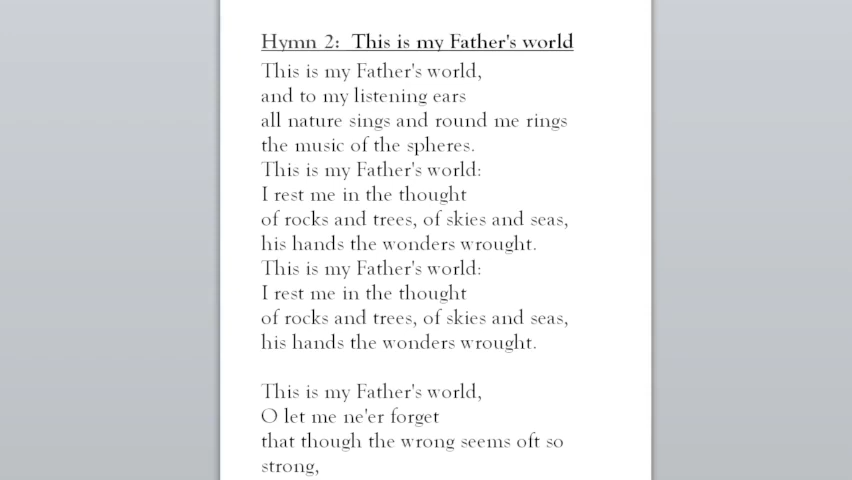 Hymn 2:  This is my Father's world
This is my Father's world,
and to my listening ears
all nature sings and round me rings
the music of the spheres.
This is my Father's world:
I rest me in the thought
of rocks and trees, of skies and seas,
his hands the wonders wrought.
This is my Father's world:
I rest me in the thought
of rocks and trees, of skies and seas,
his hands the wonders wrought.

This is my Father's world,
O let me ne'er forget
that though the wrong seems oft so
strong,